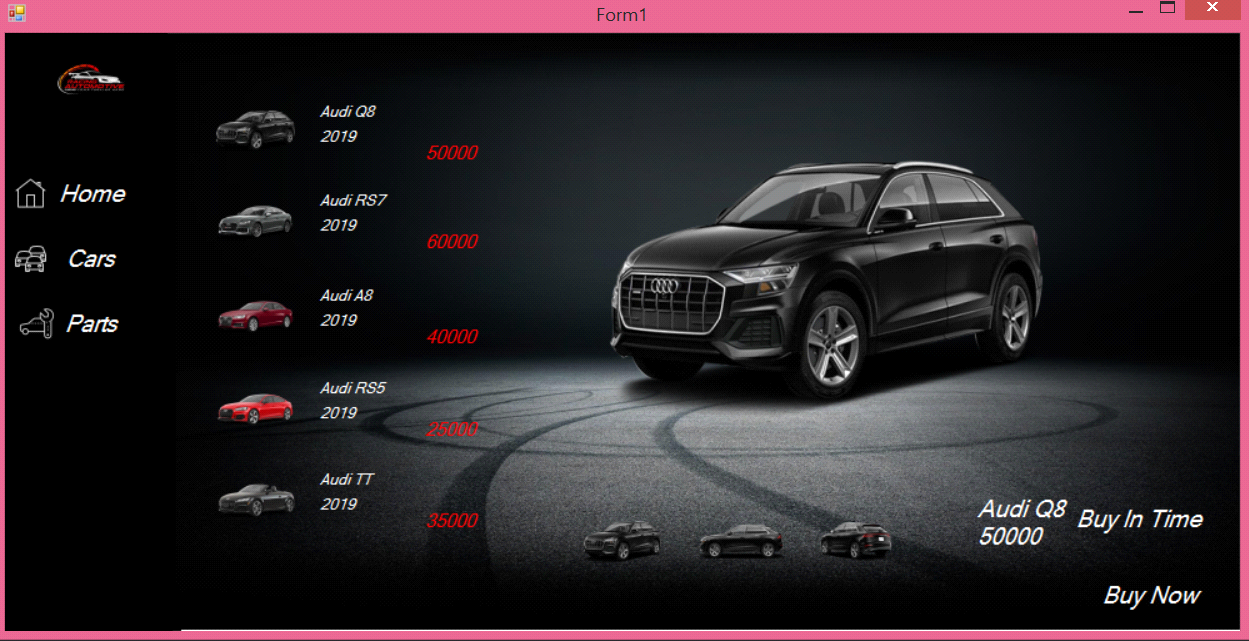 Form1
AUTOMOTIVE
Home
Cars
Parts
Audi Q8
2019
50000
Audi RS7
2019
60000
Audi A8
2019
40000
Audi RS5
2019
25000
Audi TT
2019
35000
Audi Q8
50000
Buy In Time
Buy Now